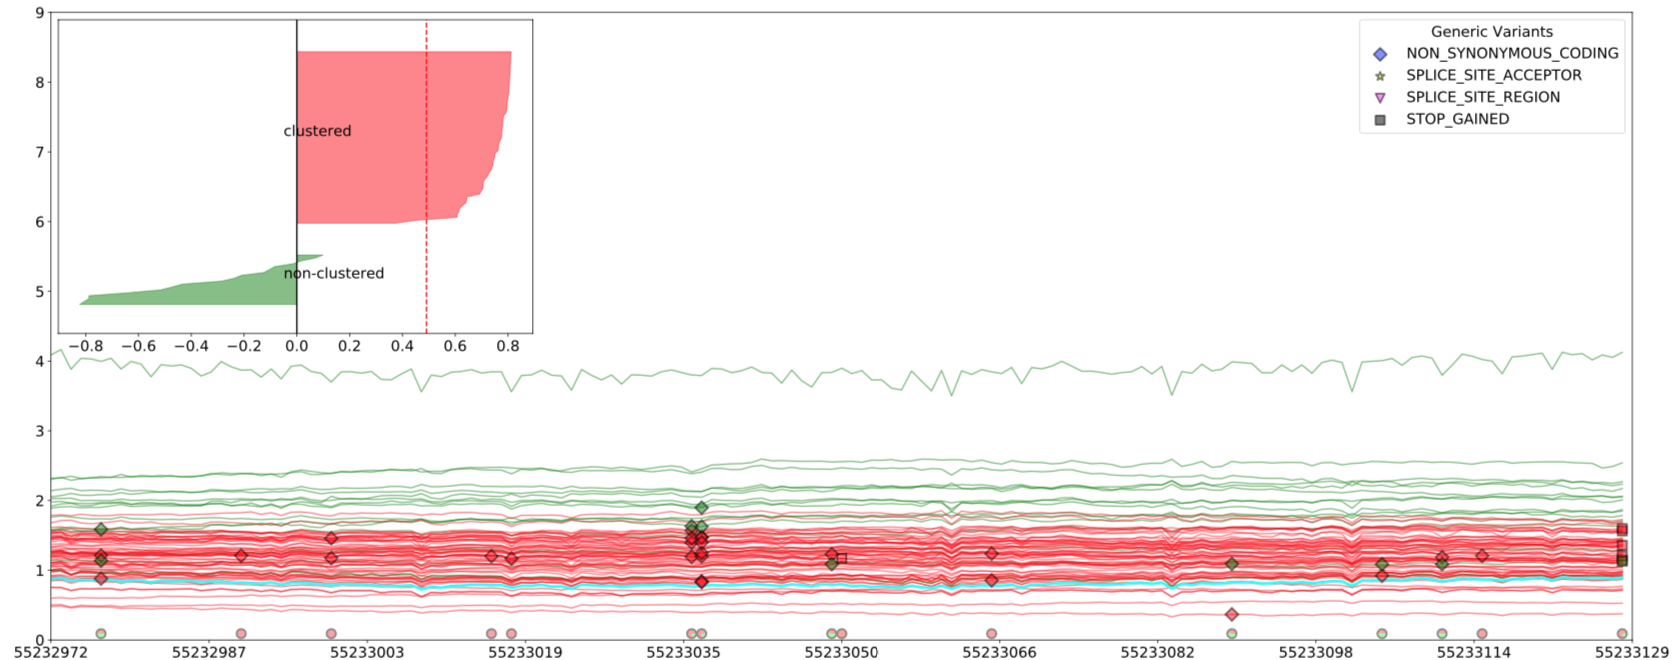 9
8
7
6
5
4
3
2
1
0
clustered
non-clustered
−0.8 −0.6 −0.4 −0.2 0.0 0.2 0.4 0.6 0.8
Generic Variants
NON_SYNONYMOUS_CODING
SPLICE_SITE_ACCEPTOR
SPLICE_SITE_REGION
STOP_GAINED
55232972 55232987 55233003 55233019 55233035 55233050 55233066 55233082 55233098 55233114 55233129